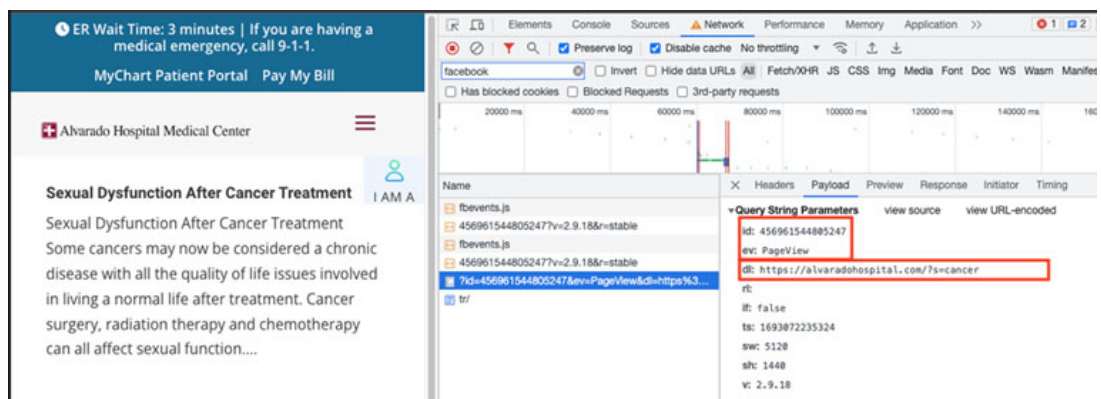 ER Wait Time: 3 minutes | If you are having a
medical emergency, call 9-1-1.
MyChart Patient Portal Pay My Bill
Alvarado Hospital Medical Center
I AM A
Sexual Dysfunction After Cancer Treatment
Sexual Dysfunction After Cancer Treatment
Some cancers may now be considered a chronic
disease with all the quality of life issues involved
in living a normal life after treatment. Cancer
surgery, radiation therapy and chemotherapy
can all affect sexual function....
Elements Console Sources Network Performance Memory Application >> 1 2
Preserve log Disable cache No throttling
facebook Invert Hide data URLs All Fetch/XHR JS CSS Img Media Font Doc WS Wasm Manifes
Has blocked cookies Blocked Requests 3rd-party requests
20000 ms 40000 ms 60000 ms 80000 ms 100000 ms 120000 ms 140000 ms 160
Name
fbevents.js
456961544805247?v=2.9.18&r=stable
fbevents.js
456961544805247?v=2.9.18&r=stable
?id=456961544805247&ev=PageView&dl=https%3...
tr/
Headers Payload Preview Response Initiator Timing
Query String Parameters view source view URL-encoded
id: 456961544805247
ev: PageView
dl: https://alvaradohospital.com/?s=cancer
rl:
if: false
ts: 1693072235324
sw: 5120
sh: 1440
v: 2.9.18